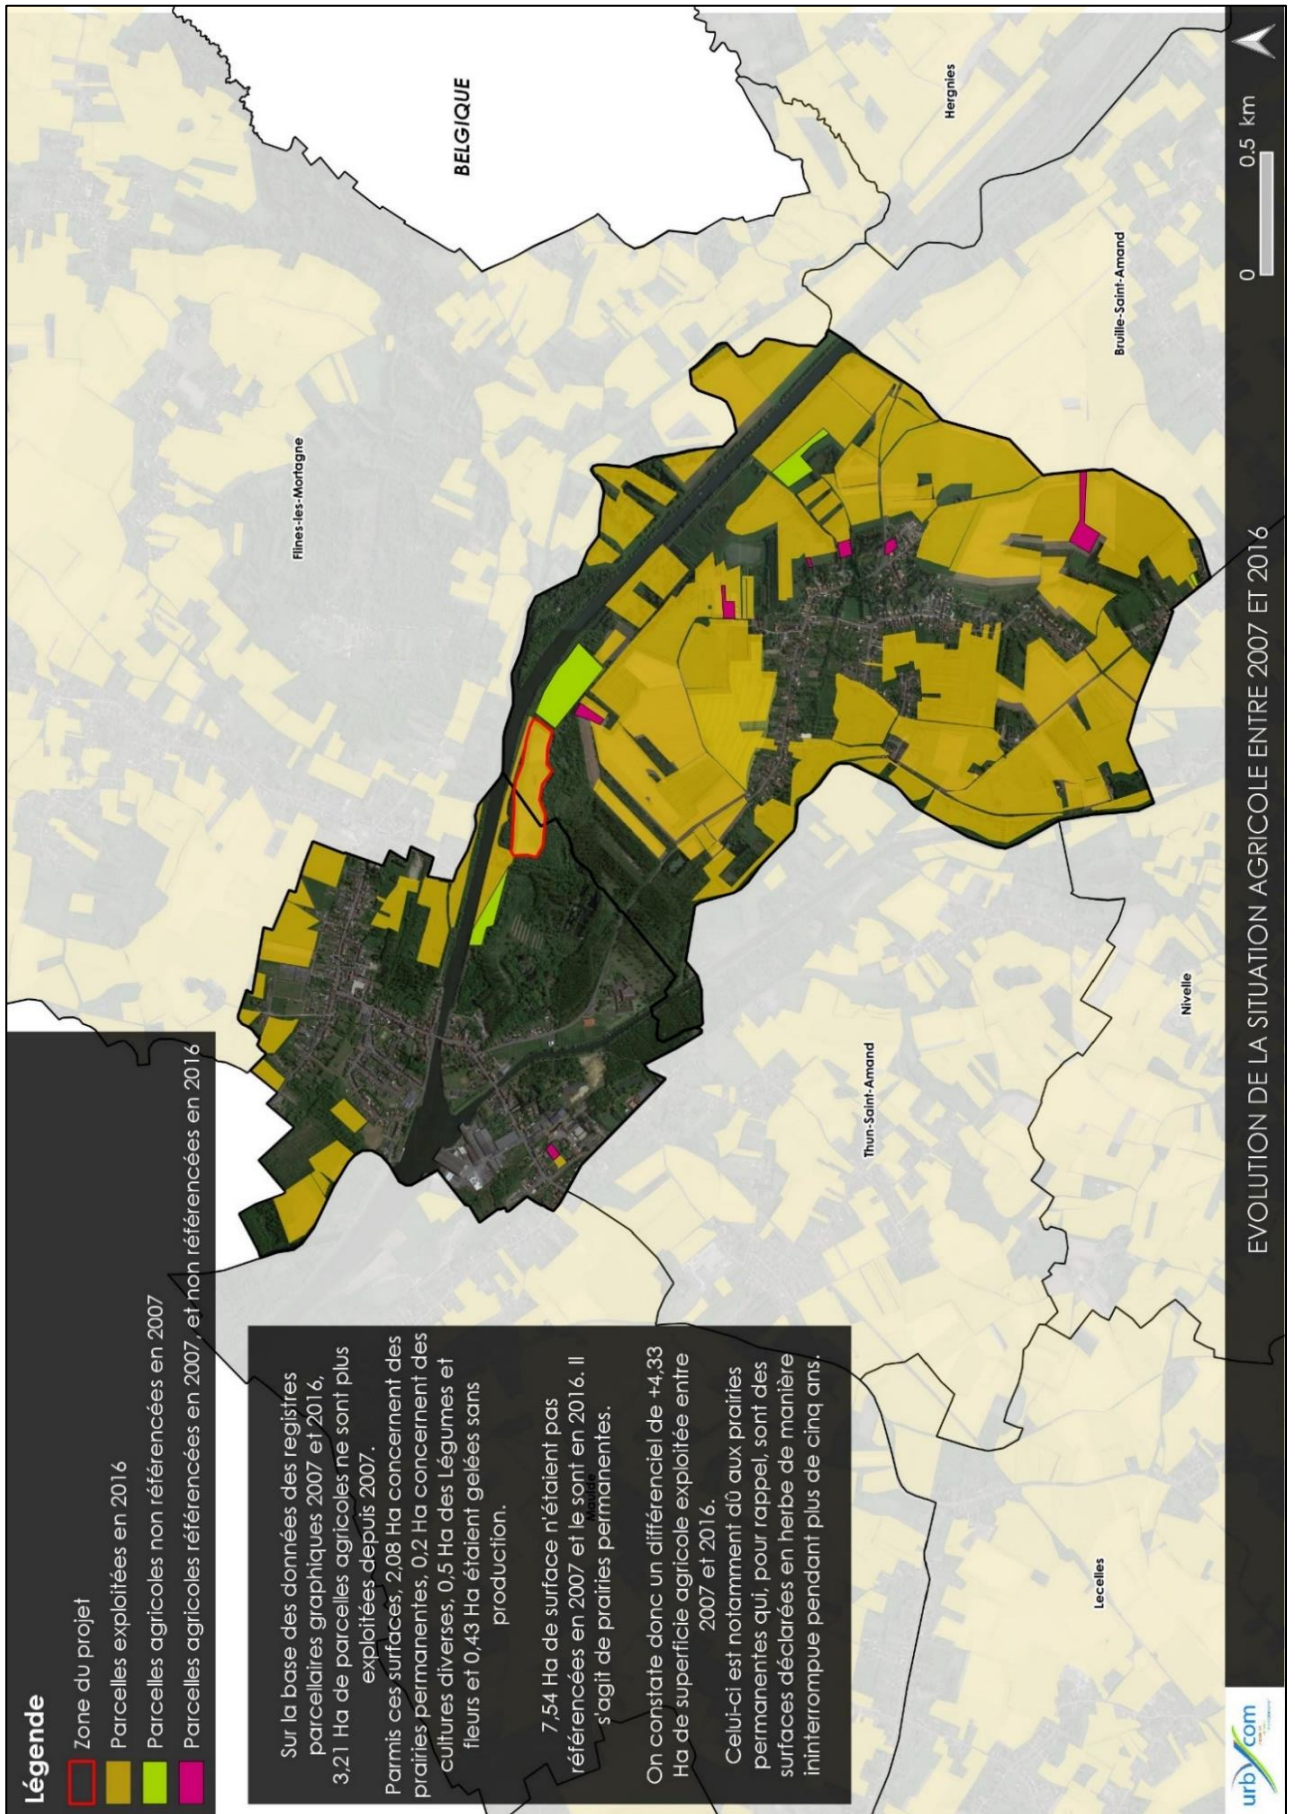 Légende
Zone du projet
Parcelles exploitées en 2016
Parcelles agricoles non référencées en 2007
Parcelles agricoles référencées en 2007, et non référencées en 2016
Sur la base des données des registres
parcellaires graphiques 2007 et 2016,
3,21 Ha de parcelles agricoles ne sont plus
exploitées depuis 2007.
Parmis ces surfaces, 2,08 Ha concernent des
prairies permanentes, 0,2 Ha concernent des
cultures diverses, 0,5 Ha des Légumes et
fleurs et 0,43 Ha étaient gelées sans
production.
7,54 Ha de surface n'étaient pas
référencées en 2007 et le sont en 2016. Il
s'agit de prairies permanentes.
On constate donc un différenciel de +4,33
Ha de superficie agricole exploitée entre
2007 et 2016.
Celui-ci est notamment dû aux prairies
permanentes qui, pour rappel, sont des
surfaces déclarées en herbe de manière
ininterrompue pendant plus de cinq ans.
Maulde
BELGIQUE
Flines-les-Mortagne
Hergnies
Bruille-Saint-Amand
Thun-Saint-Amand
Nivelle
Lecelles
urbYcom
EVOLUTION DE LA SITUATION AGRICOLE ENTRE 2007 ET 2016
0 0.5 km